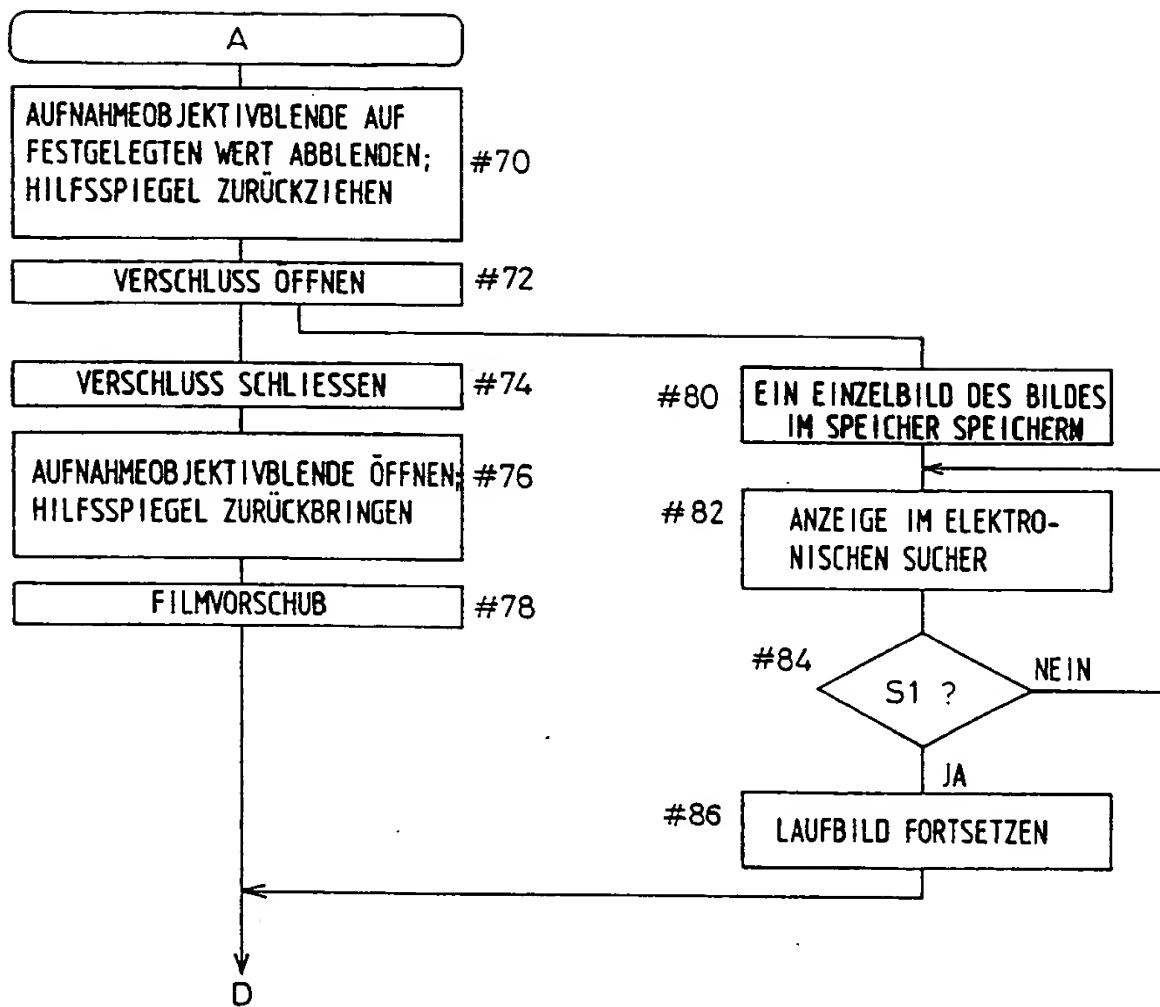 A
AUFNAHMEOBJEKTIVBLENDE AUF
FESTGELEGTEN WERT ABBLENDEN;
HILFSSPIEGEL ZURÜCKZIEHEN
#70
VERSCHLUSS ÖFFNEN
#72
VERSCHLUSS SCHLIESSEN
#74
AUFNAHMEOBJEKTIVBLENDE ÖFFNEN;
HILFSSPIEGEL ZURÜCKBRINGEN
#76
FILMVORSCHUB
#78
#80
EIN EINZELBILD DES BILDES
IM SPEICHER SPEICHERN
#82
ANZEIGE IM ELEKTRO-
NISCHEN SUCHER
#84
S1 ?
NEIN
JA
#86
LAUFBILD FORTSETZEN
D